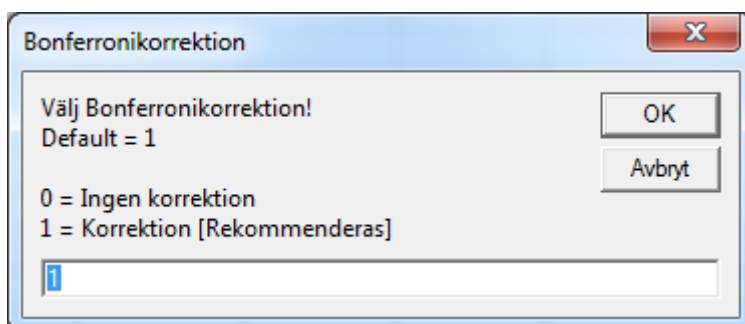 Bonferronikorrektion
Välj Bonferronikorrektion!
Default = 1
OK
Avbryt
0 = Ingen korrektion
1 = Korrektion [Rekommenderas]
1